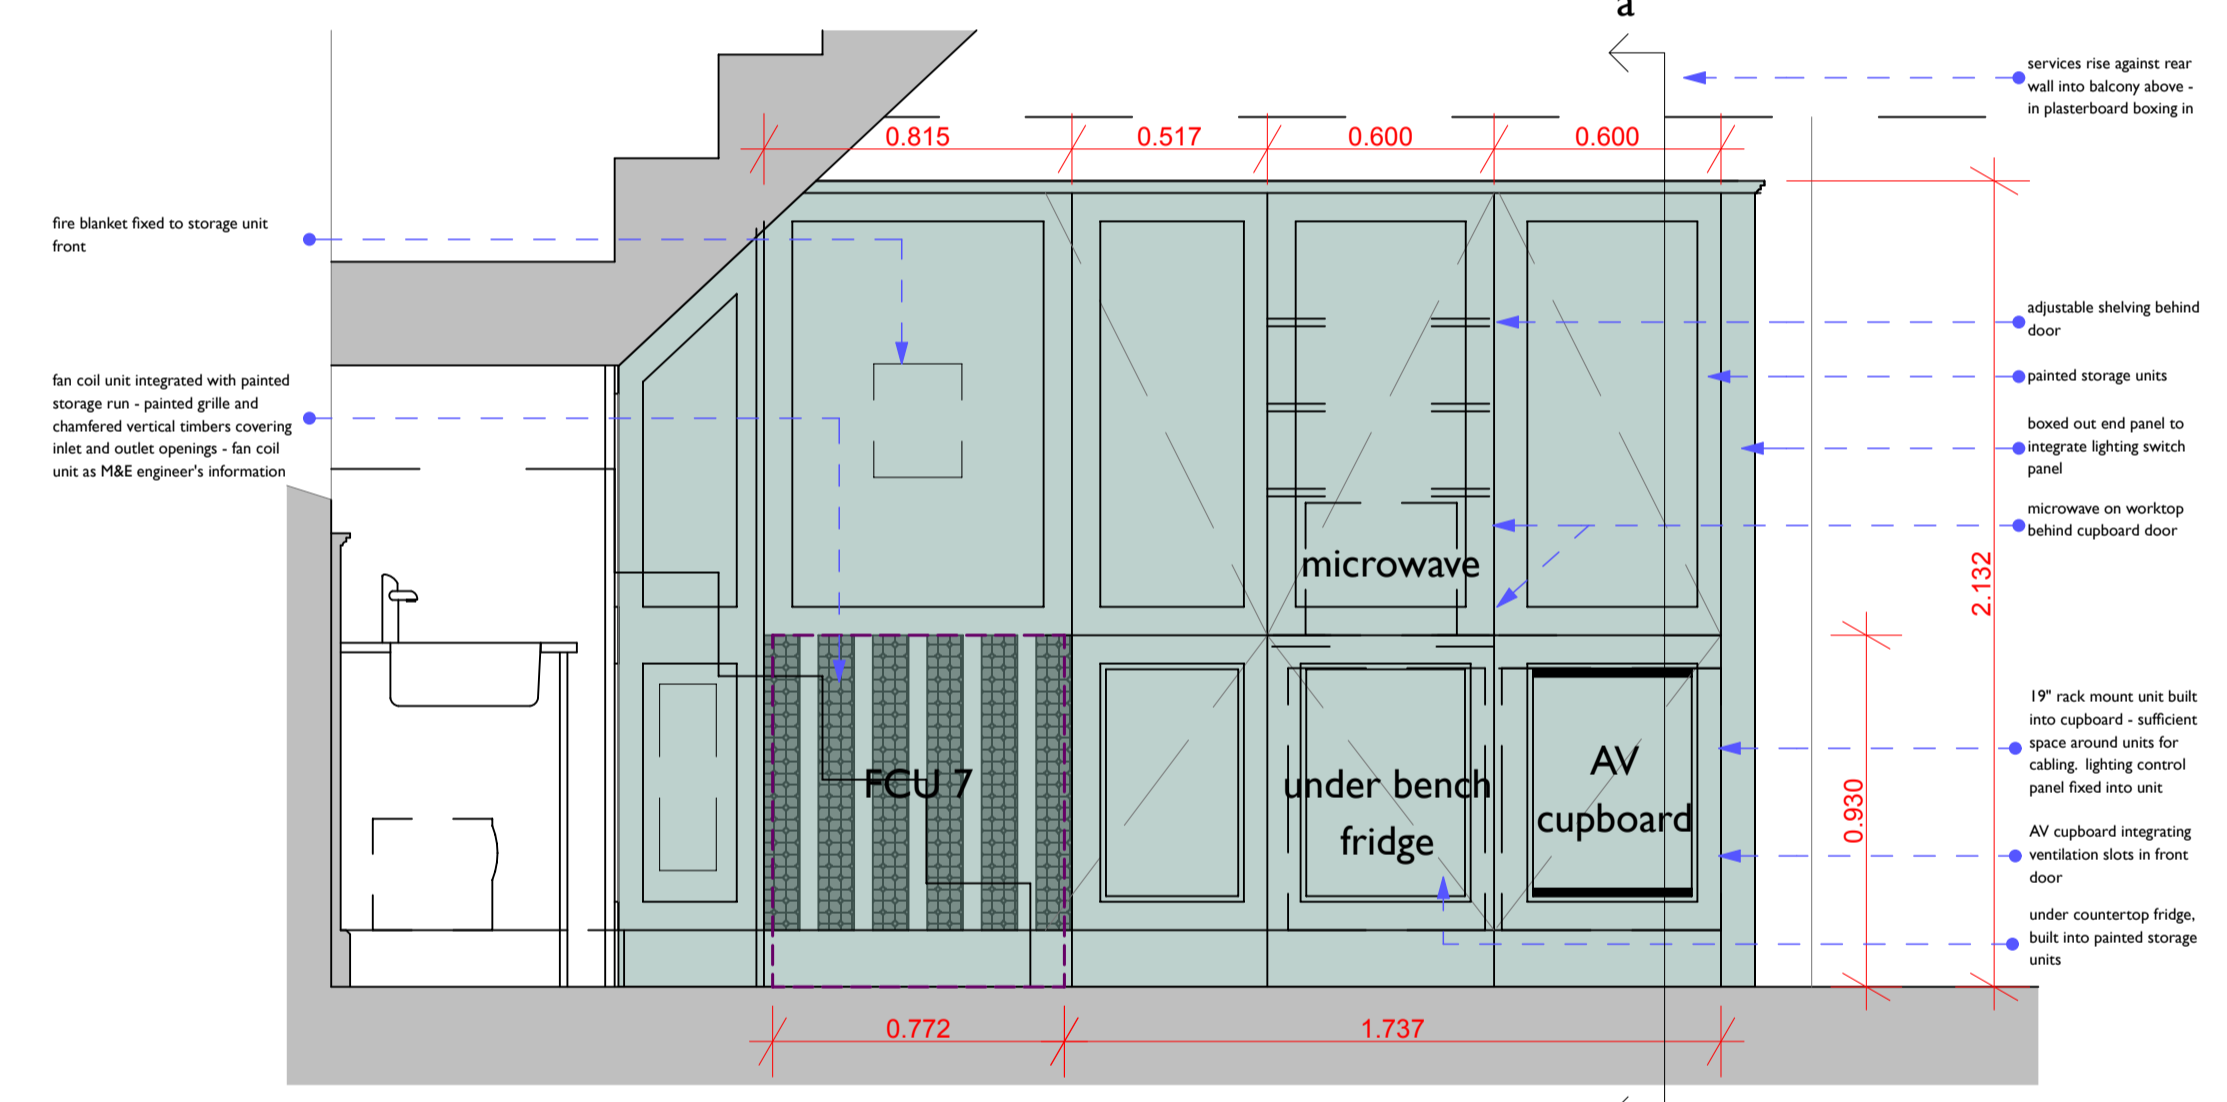 a
services rise against rear
wall into balcony above -
in plasterboard boxing in
0.815
0.517
0.600
0.600
fire blanket fixed to storage unit
front
adjustable shelving behind
door
fan coil unit integrated with painted
storage run - painted grille and
chamfered vertical timbers covering
inlet and outlet openings - fan coil
unit as M&E engineer's information
painted storage units
boxed out end panel to
integrate lighting switch
panel
microwave on worktop
behind cupboard door
microwave
2.132
19" rack mount unit built
into cupboard - sufficient
space around units for
cabling. lighting control
panel fixed into unit
FCU 7
under bench
fridge
AV
cupboard
0.930
AV cupboard integrating
ventilation slots in front
door
under countertop fridge,
built into painted storage
units
0.772
1.737